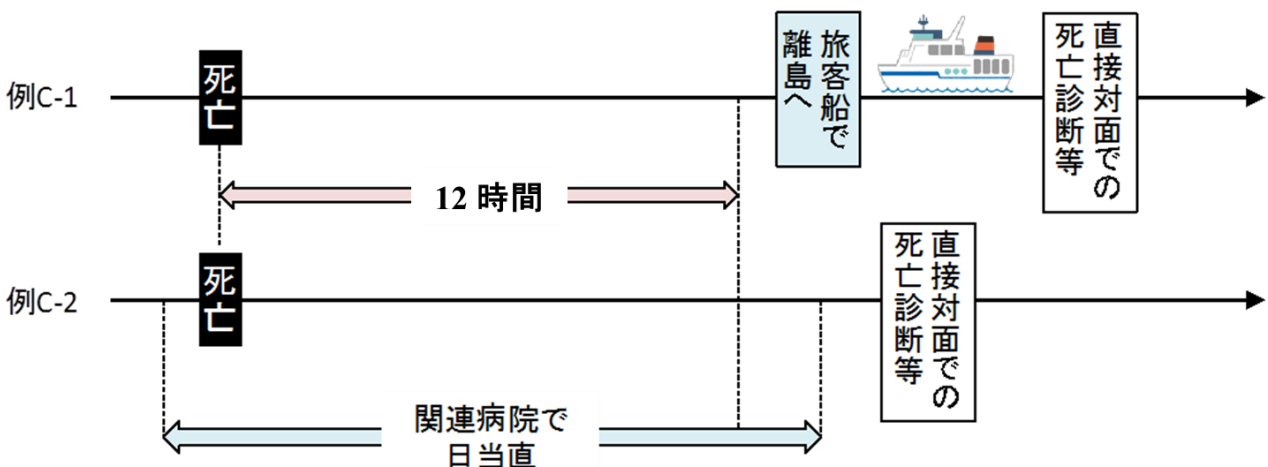 例C-1
死亡
旅客船で
離島へ
直接対面での
死亡診断等
12 時間
例C-2
死亡
直接対面での
死亡診断等
関連病院で
日当直